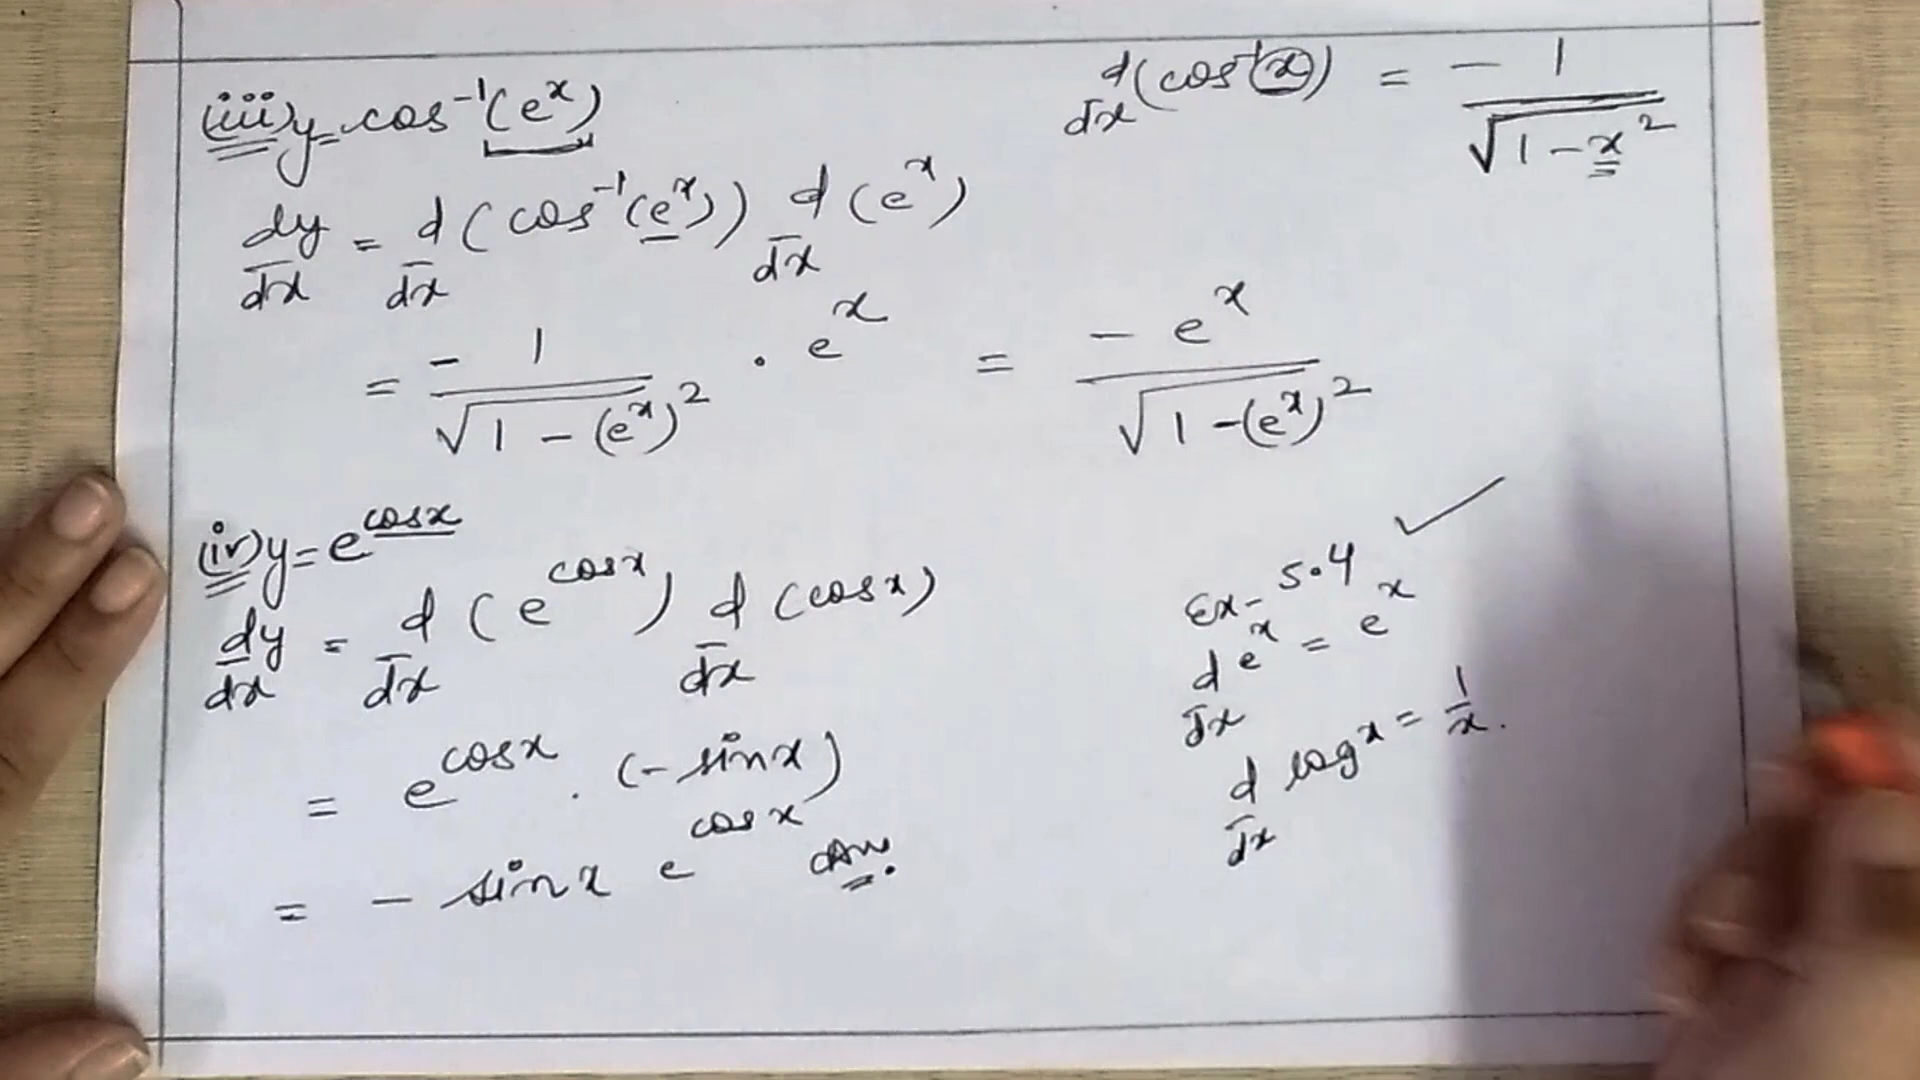 (iii) y = cos⁻¹(eˣ)
d/dx (cos⁻¹(x)) = - 1/√(1 - x²)
dy/dx = d/dx (cos⁻¹(eˣ)) d/dx (eˣ)
= - 1/√(1 - (eˣ)²) · eˣ = - eˣ/√(1 - (eˣ)²)
(iv) y = e^cosx
dy/dx = d/dx (e^cosx) d/dx (cosx)
= e^cosx · (- sinx)
= - sinx e^cosx Ans.
Ex- 5.4 ✓
d/dx eˣ = eˣ
d/dx logˣ = 1/x.